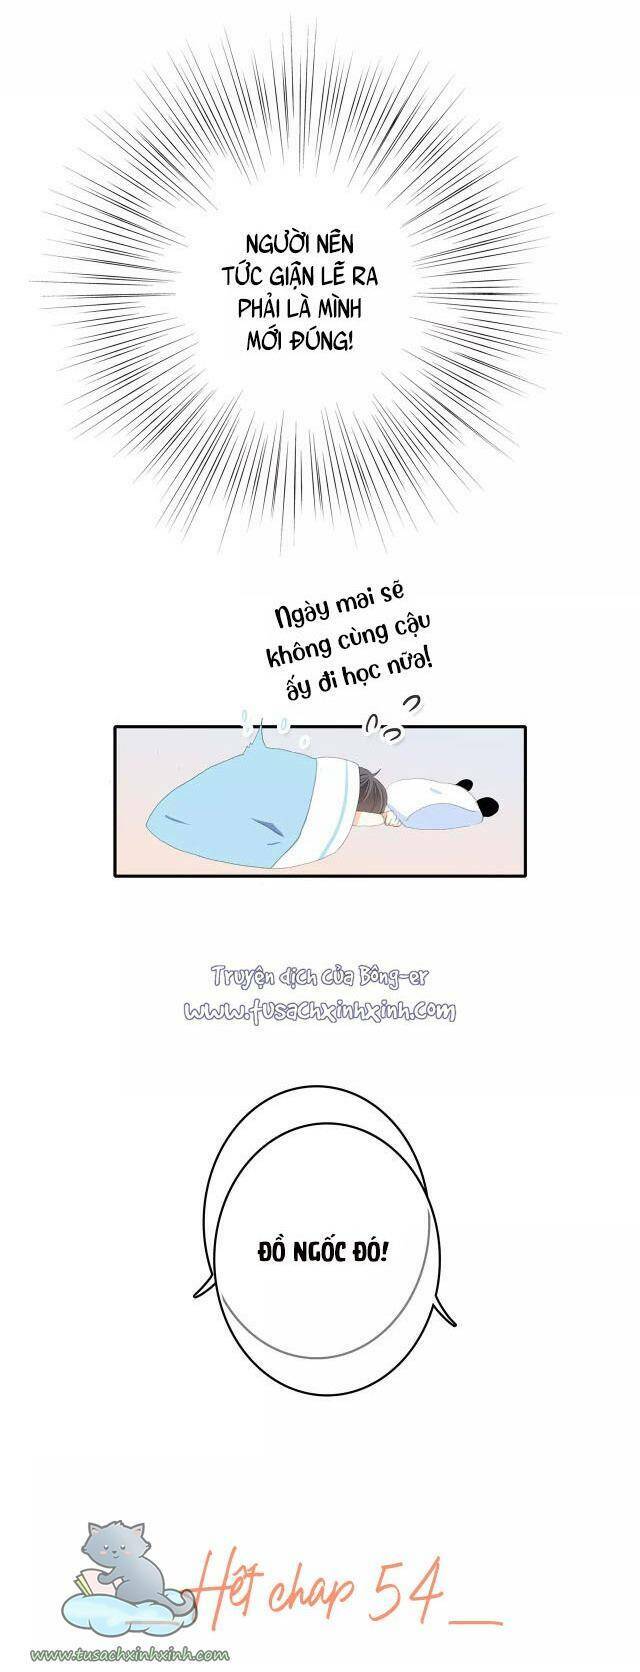 NGƯỜI NÊN
TỨC GIẬN LẼ RA
PHẢI LÀ MÌNH
MỚI ĐÚNG!
Ngày mai sẽ
không cùng cậu
ấy đi học nữa!
Truyện dịch của Bông-er
www.tusachxinhxinh.com
ĐỒ NGỐC ĐÓ!
Hết chap 54_
www.tusachxinhxinh.com